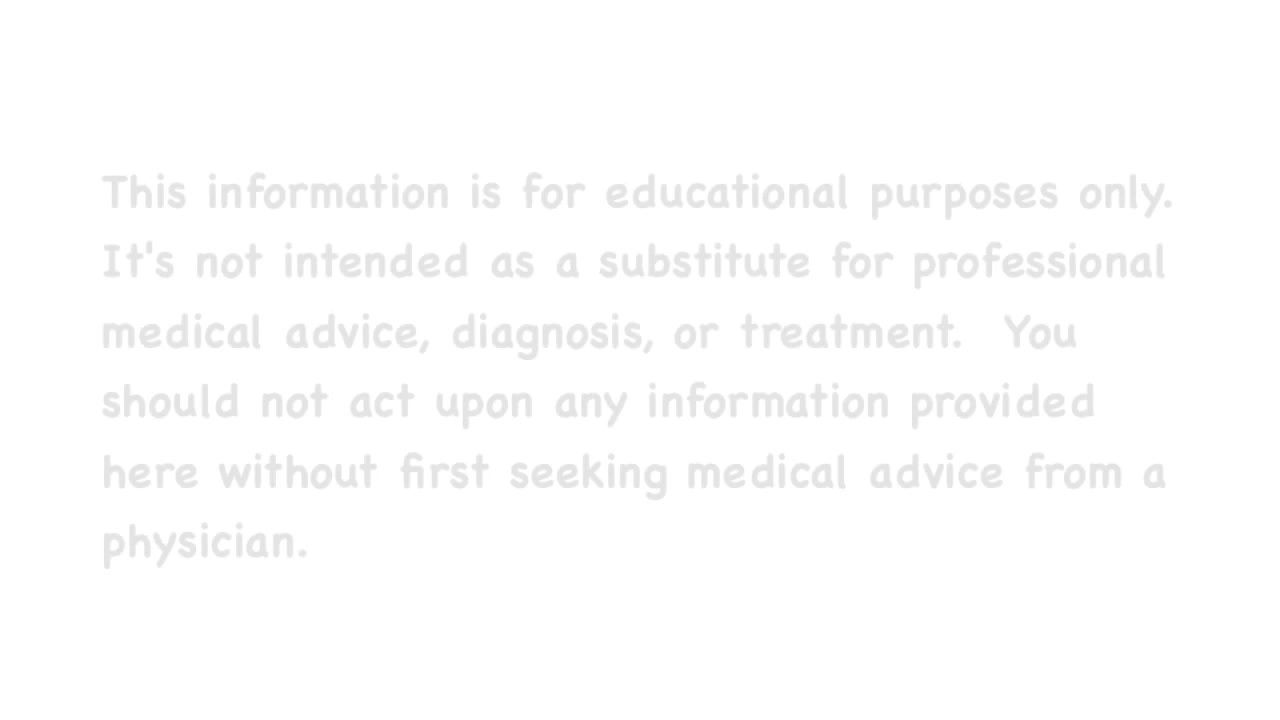 This information is for educational purposes only.
It's not intended as a substitute for professional
medical advice, diagnosis, or treatment.  You
should not act upon any information provided
here without first seeking medical advice from a
physician.